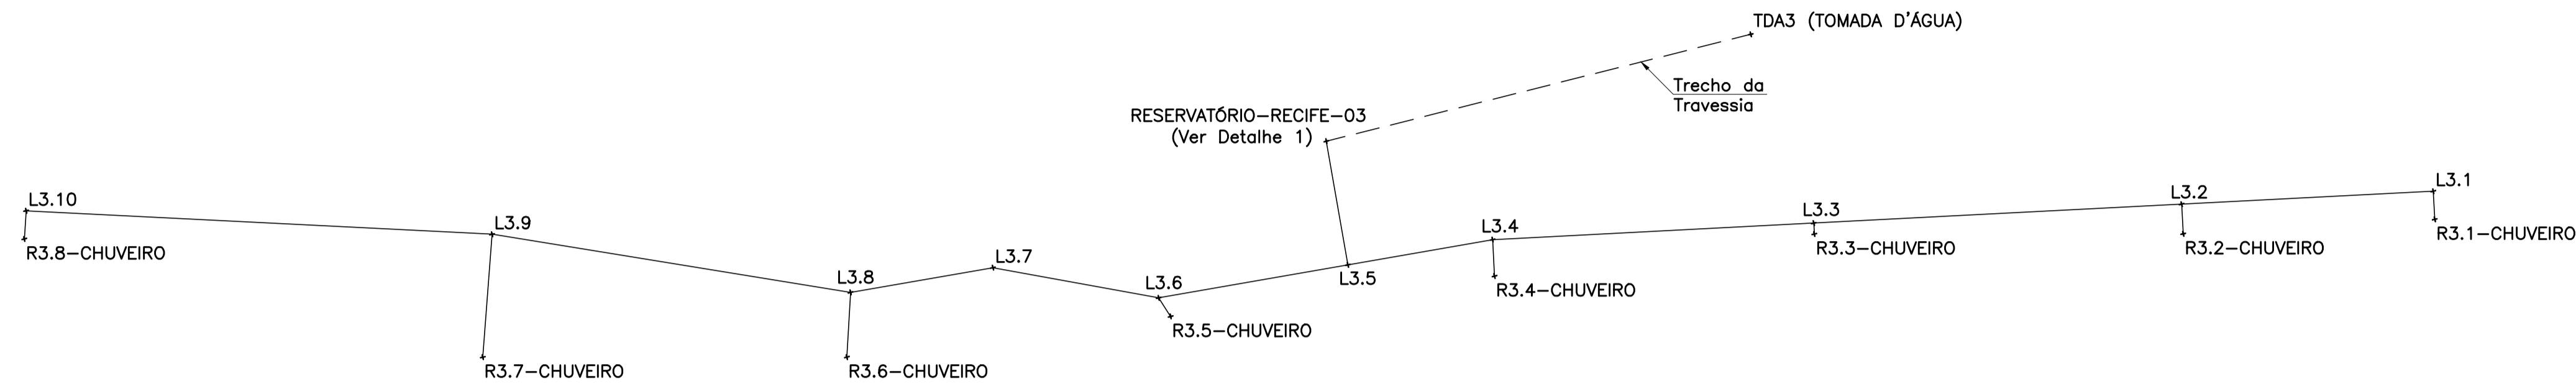 TDA3 (TOMADA D'ÁGUA)
Trecho da
Travessia
RESERVATÓRIO-RECIFE-03
(Ver Detalhe 1)
L3.10
L3.9
L3.8
L3.7
L3.6
L3.5
L3.4
L3.3
L3.2
L3.1
R3.8-CHUVEIRO
R3.7-CHUVEIRO
R3.6-CHUVEIRO
R3.5-CHUVEIRO
R3.4-CHUVEIRO
R3.3-CHUVEIRO
R3.2-CHUVEIRO
R3.1-CHUVEIRO